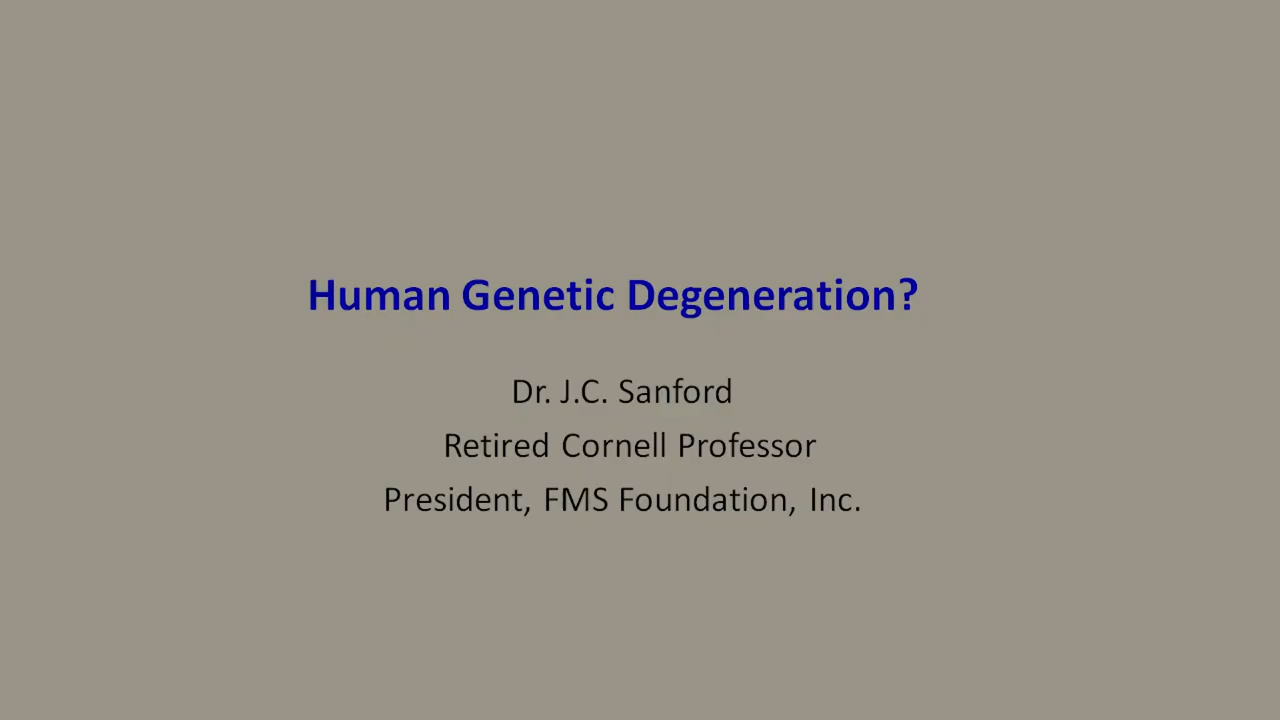 Human Genetic Degeneration?
Dr. J.C. Sanford
Retired Cornell Professor
President, FMS Foundation, Inc.